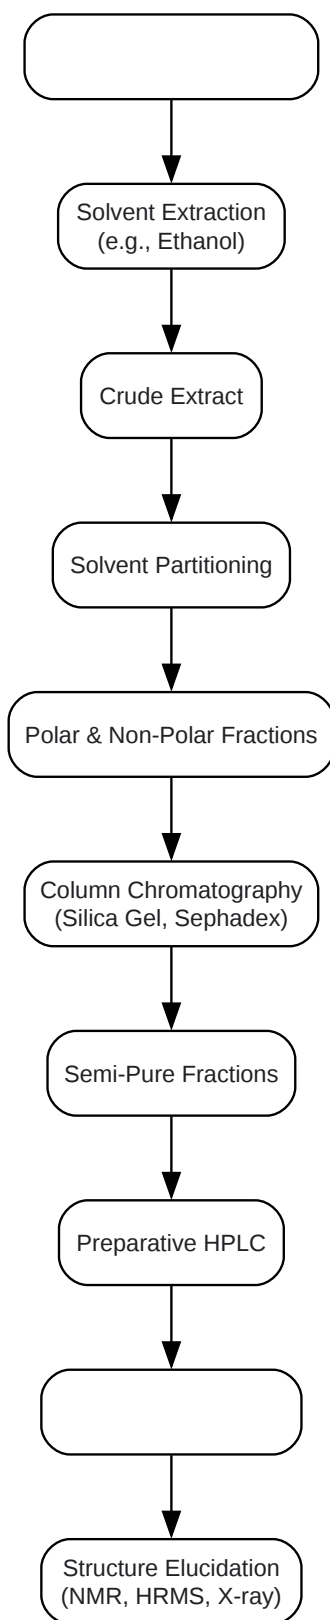 Solvent Extraction
(e.g., Ethanol)
Crude Extract
Solvent Partitioning
Polar & Non-Polar Fractions
Column Chromatography
(Silica Gel, Sephadex)
Semi-Pure Fractions
Preparative HPLC
Structure Elucidation
(NMR, HRMS, X-ray)